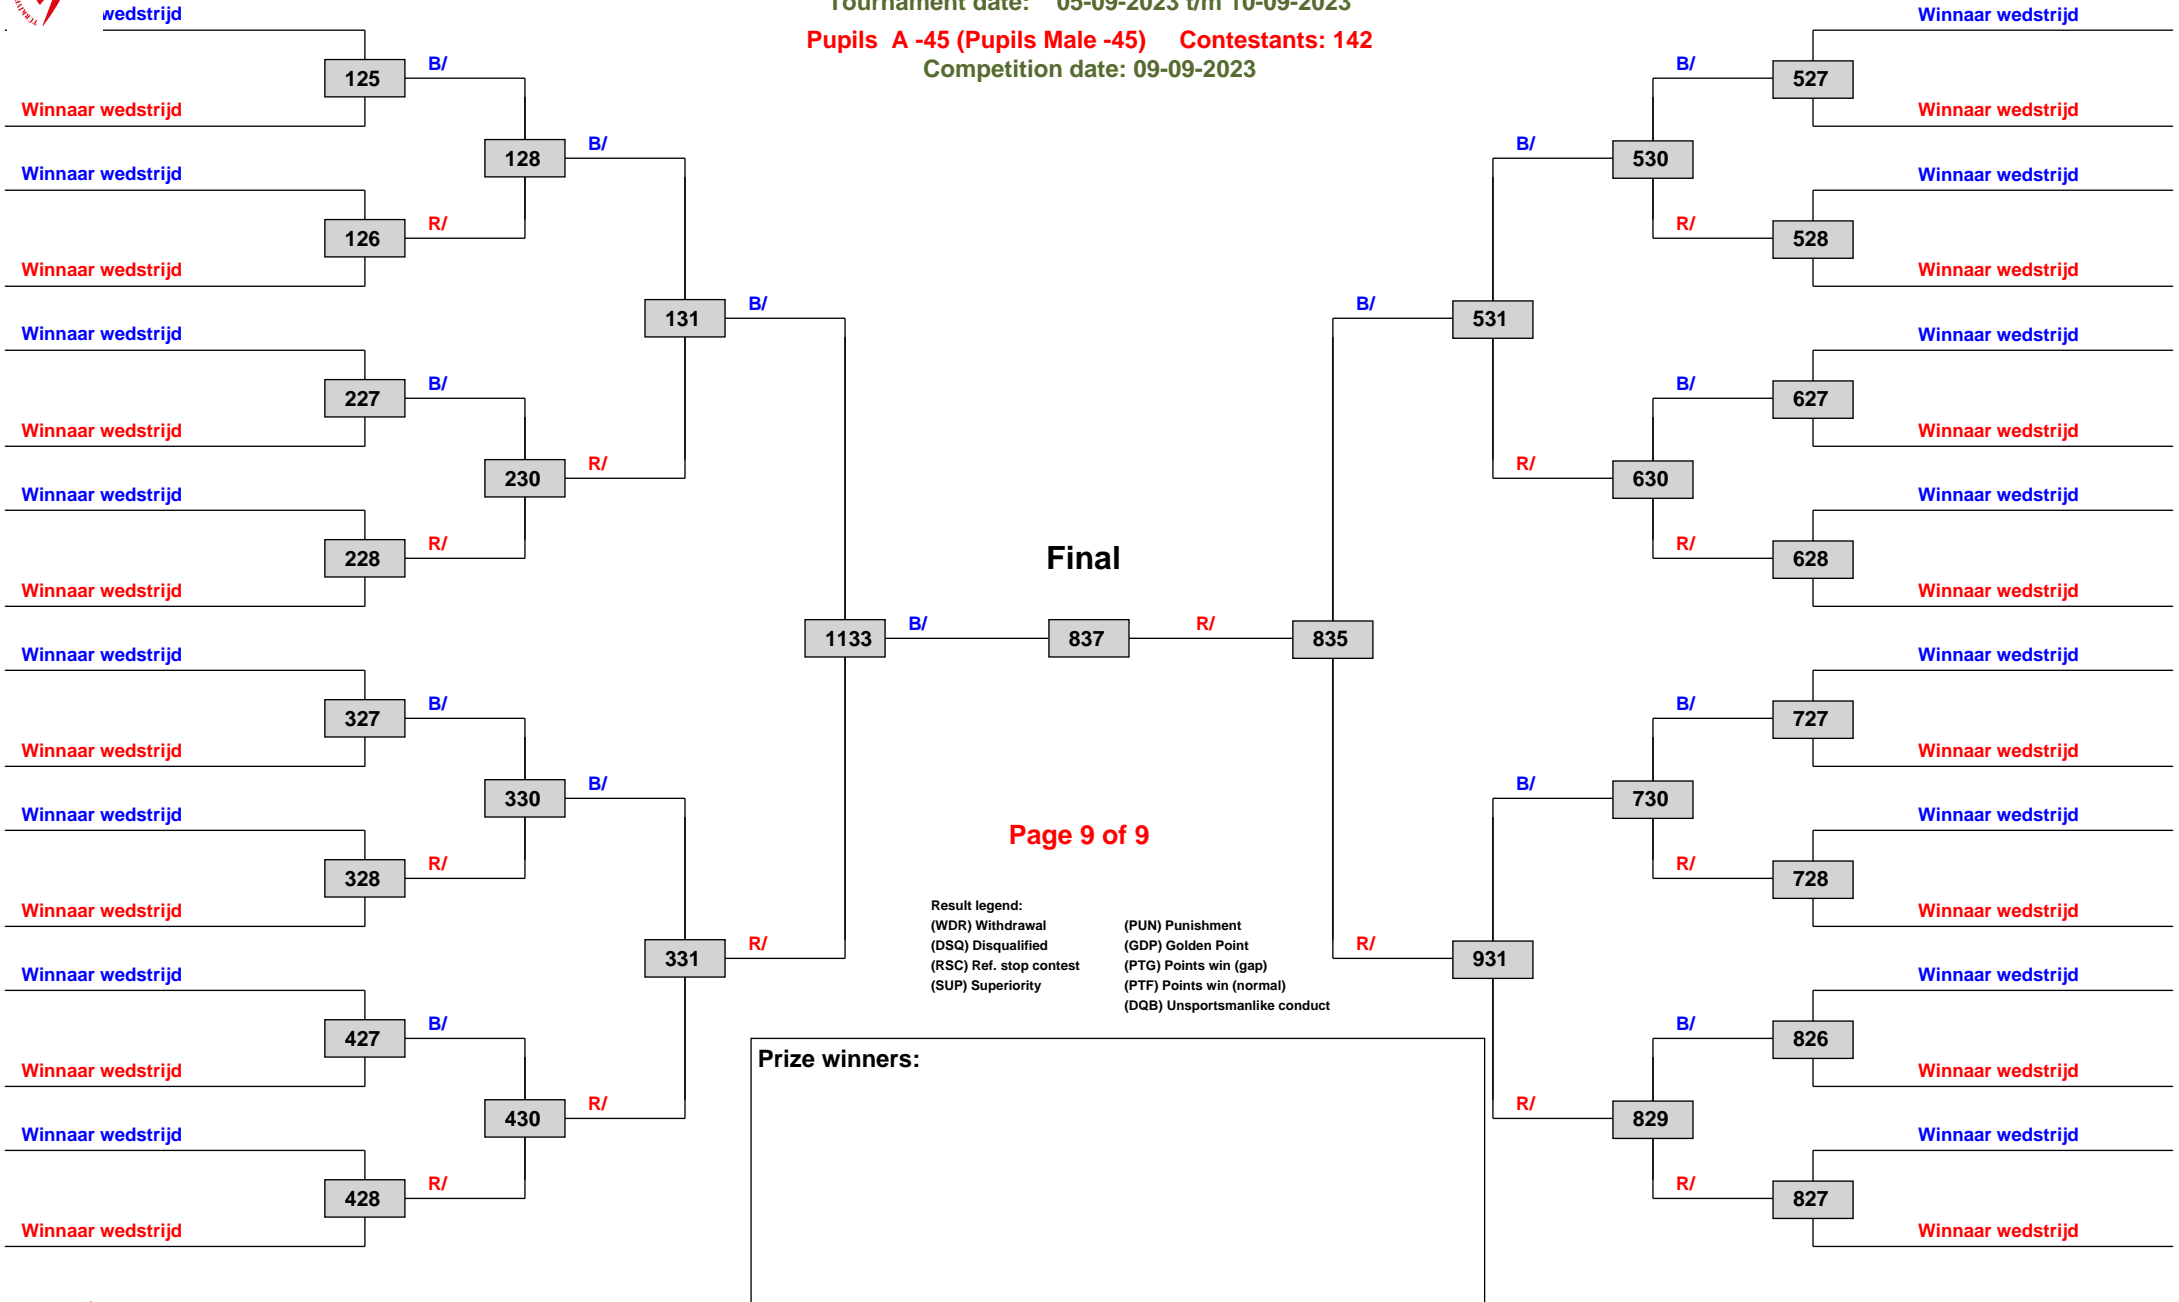 Tournament date: 05-09-2023 t/m 10-09-2023
Pupils A -45 (Pupils Male -45) Contestants: 142
Competition date: 09-09-2023
wedstrijd
125
B/
Winnaar wedstrijd
128
B/
Winnaar wedstrijd
126
R/
Winnaar wedstrijd
131
B/
Winnaar wedstrijd
227
B/
Winnaar wedstrijd
230
R/
Winnaar wedstrijd
228
R/
Winnaar wedstrijd
1133
B/
Winnaar wedstrijd
327
B/
Winnaar wedstrijd
330
B/
Winnaar wedstrijd
328
R/
Winnaar wedstrijd
331
R/
Winnaar wedstrijd
427
B/
Winnaar wedstrijd
430
R/
Winnaar wedstrijd
428
R/
Winnaar wedstrijd
Final
837
R/
835
Page 9 of 9
Result legend:
(WDR) Withdrawal
(DSQ) Disqualified
(RSC) Ref. stop contest
(SUP) Superiority
(PUN) Punishment
(GDP) Golden Point
(PTG) Points win (gap)
(PTF) Points win (normal)
(DQB) Unsportsmanlike conduct
Prize winners:
Winnaar wedstrijd
B/
527
Winnaar wedstrijd
B/
530
Winnaar wedstrijd
R/
528
Winnaar wedstrijd
B/
531
Winnaar wedstrijd
B/
627
Winnaar wedstrijd
R/
630
Winnaar wedstrijd
R/
628
Winnaar wedstrijd
Winnaar wedstrijd
B/
727
Winnaar wedstrijd
B/
730
Winnaar wedstrijd
R/
728
Winnaar wedstrijd
R/
931
Winnaar wedstrijd
B/
826
Winnaar wedstrijd
R/
829
Winnaar wedstrijd
R/
827
Winnaar wedstrijd